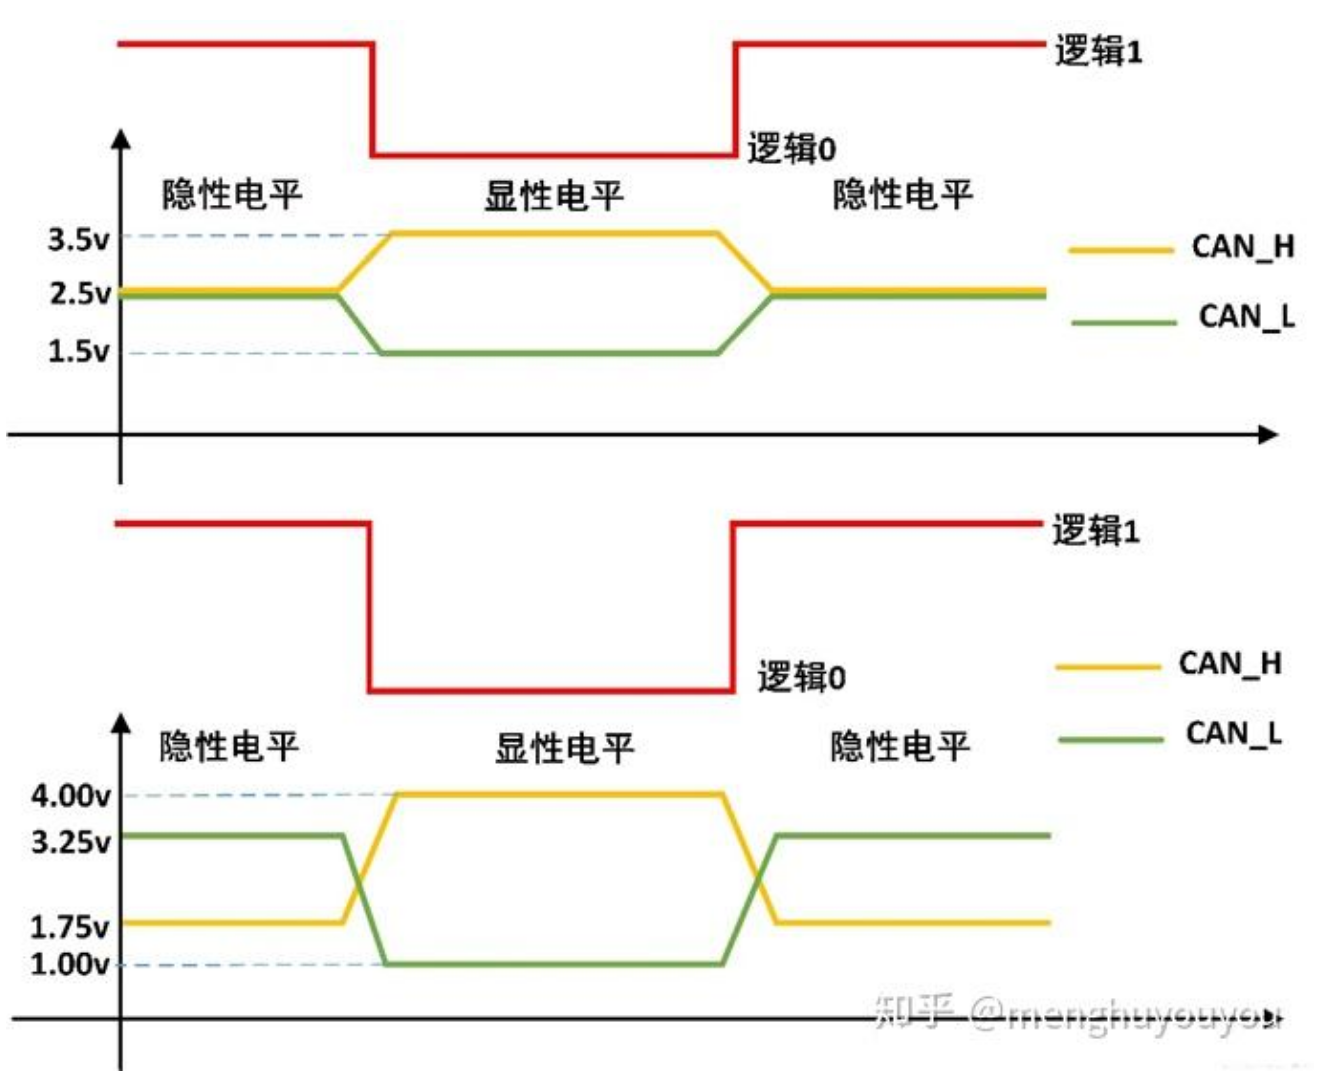 逻辑1
逻辑0
隐性电平 显性电平 隐性电平
3.5v
CAN_H
2.5v
CAN_L
1.5v
逻辑1
CAN_H
逻辑0
CAN_L
隐性电平 显性电平 隐性电平
4.00v
3.25v
1.75v
1.00v
知乎 @menghuyouyou